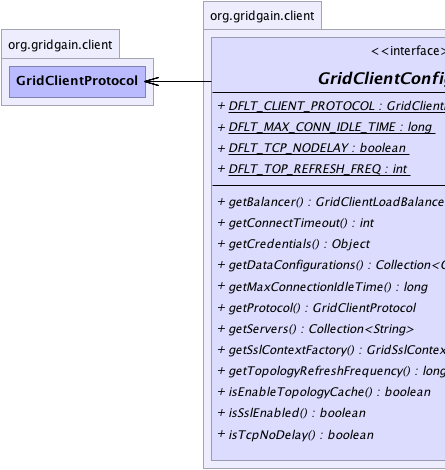 org.gridgain.client
GridClientProtocol
org.gridgain.client
<<interface>
GridClientConfig
+ DFLT_CLIENT_PROTOCOL : GridClient
+ DFLT_MAX_CONN_IDLE_TIME : long
+ DFLT_TCP_NODELAY : boolean
+ DFLT_TOP_REFRESH_FREQ : int
+ getBalancer() : GridClientLoadBalance
+ getConnectTimeout() : int
+ getCredentials() : Object
+ getDataConfigurations() : Collection<G
+ getMaxConnectionIdleTime() : long
+ getProtocol() : GridClientProtocol
+ getServers() : Collection<String>
+ getSslContextFactory() : GridSslContex
+ getTopologyRefreshFrequency() : long
+ isEnableTopologyCache() : boolean
+ isSslEnabled() : boolean
+ isTcpNoDelay() : boolean